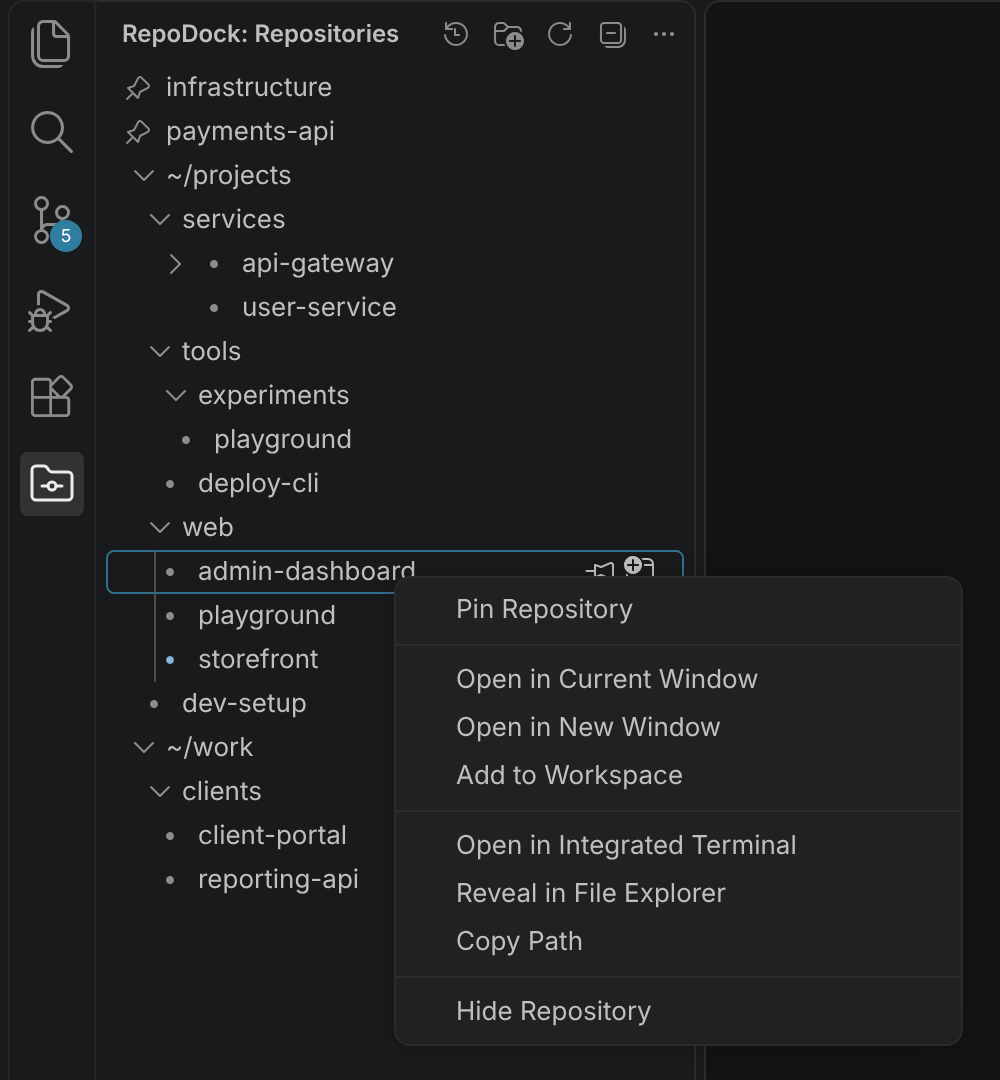 RepoDock: Repositories
infrastructure
payments-api
~/projects
services
5
api-gateway
user-service
tools
experiments
playground
deploy-cli
web
admin-dashboard
playground
storefront
dev-setup
~/work
clients
client-portal
reporting-api
Pin Repository
Open in Current Window
Open in New Window
Add to Workspace
Open in Integrated Terminal
Reveal in File Explorer
Copy Path
Hide Repository